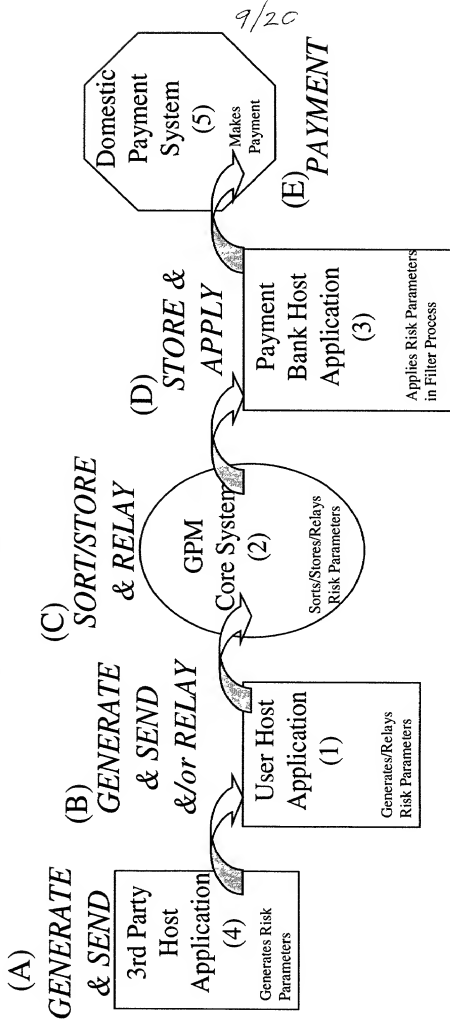 (A)
GENERATE
& SEND
3rd Party
Host
Application
(4)
Generates Risk
Parameters
(B)
GENERATE
& SEND
&/or RELAY
User Host
Application
(1)
Generates/Relays
Risk Parameters
(C)
SORT/STORE
& RELAY
GPM
Core System
(2)
Sorts/Stores/Relays
Risk Parameters
(D)
STORE &
APPLY
Payment
Bank Host
Application
(3)
Applies Risk Parameters
in Filter Process
Domestic
Payment
System
(5)
Makes
Payment
(E)
PAYMENT
9/20